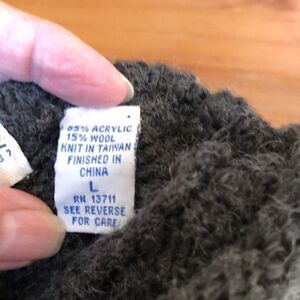 85% ACRYLIC
15% WOOL
KNIT IN TAIWAN
FINISHED IN
CHINA
L
RN 13711
SEE REVERSE
FOR CARE